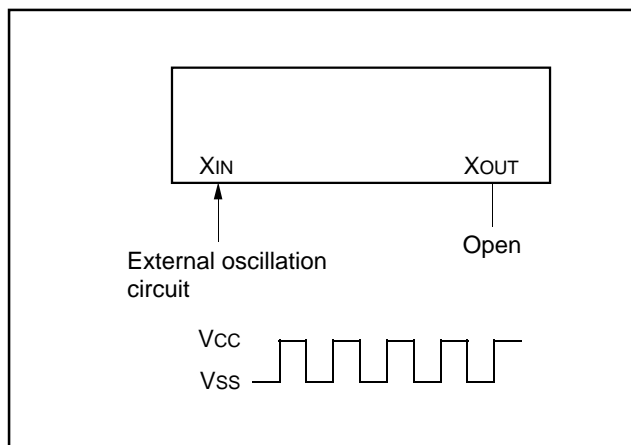 XIN XOUT
External oscillation
circuit
Open
VCC
VSS